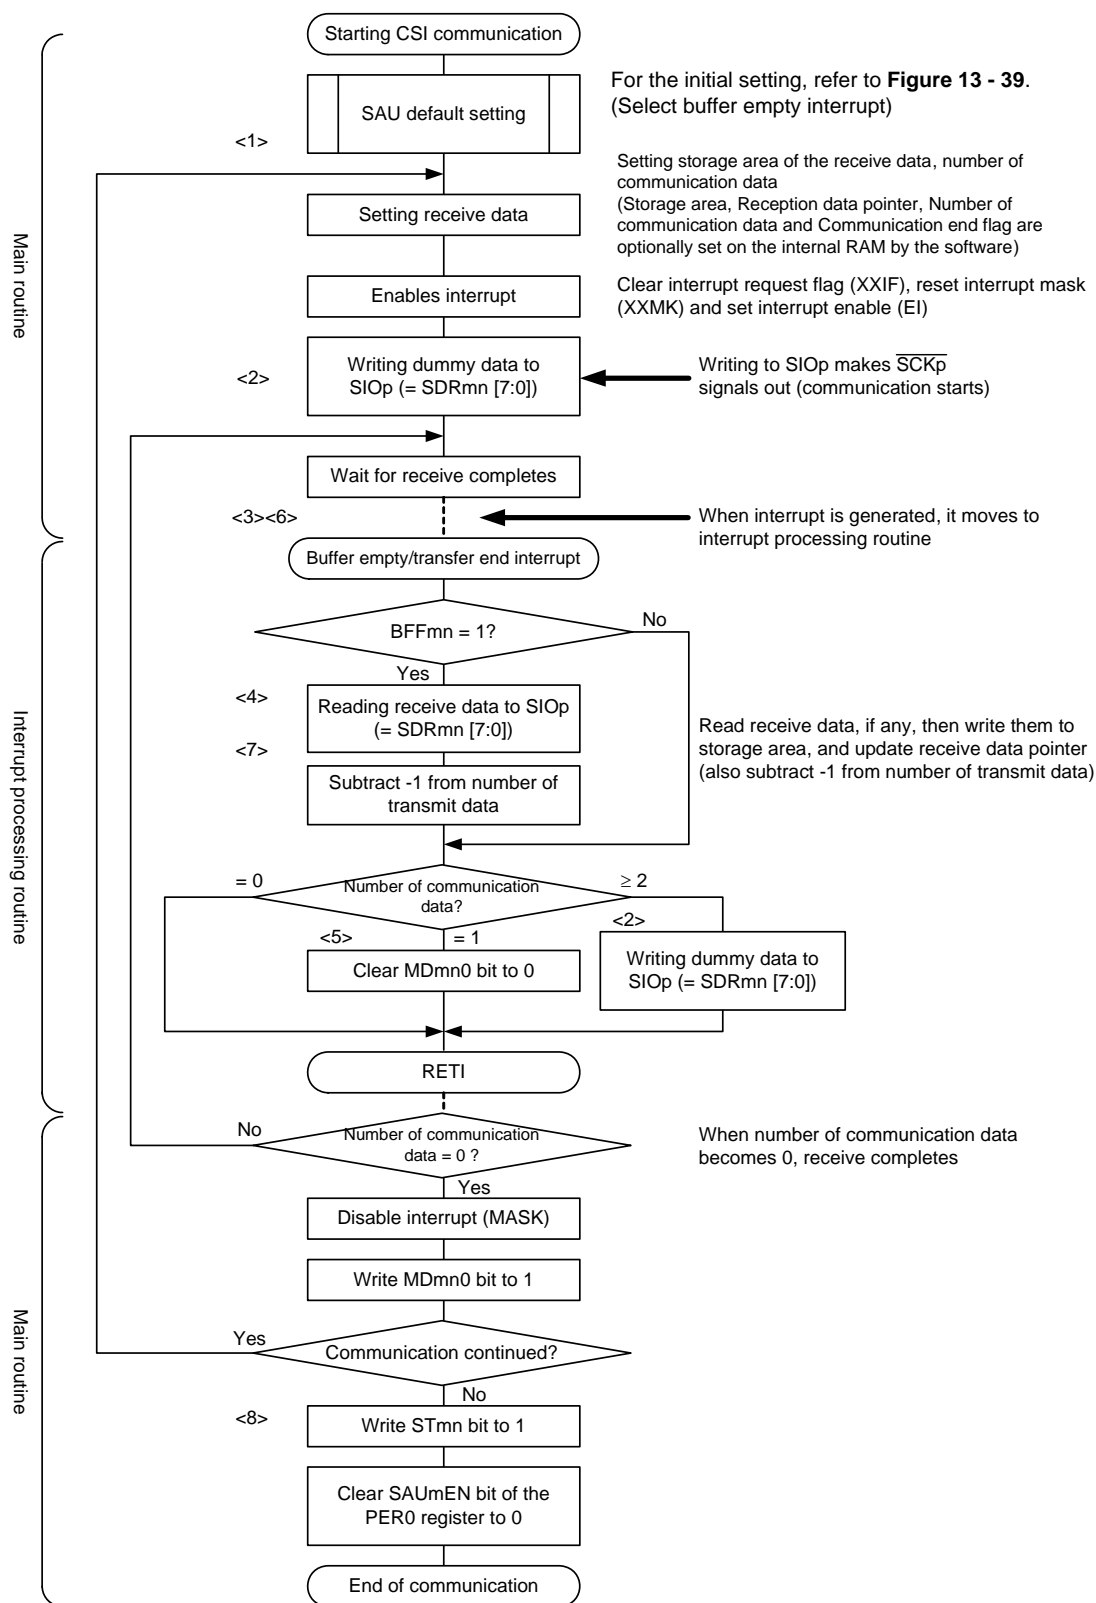 Starting CSI communication
For the initial setting, refer to Figure 13 - 39.
(Select buffer empty interrupt)
SAU default setting
<1>
Setting storage area of the receive data, number of
communication data
(Storage area, Reception data pointer, Number of
communication data and Communication end flag are
optionally set on the internal RAM by the software)
Setting receive data
Main routine
Enables interrupt
Clear interrupt request flag (XXIF), reset interrupt mask
(XXMK) and set interrupt enable (EI)
<2>
Writing dummy data to
SIOp (= SDRmn [7:0])
Writing to SIOp makes SCKp
signals out (communication starts)
Wait for receive completes
<3><6>
When interrupt is generated, it moves to
interrupt processing routine
Buffer empty/transfer end interrupt
BFFmn = 1?
No
Yes
<4>
Reading receive data to SIOp
(= SDRmn [7:0])
<7>
Interrupt processing routine
Read receive data, if any, then write them to
storage area, and update receive data pointer
(also subtract -1 from number of transmit data)
Subtract -1 from number of
transmit data
= 0
Number of communication
data?
≥ 2
<2>
<5>
= 1
Clear MDmn0 bit to 0
Writing dummy data to
SIOp (= SDRmn [7:0])
RETI
No
Number of communication
data = 0 ?
When number of communication data
becomes 0, receive completes
Yes
Disable interrupt (MASK)
Write MDmn0 bit to 1
Main routine
Yes
Communication continued?
No
<8>
Write STmn bit to 1
Clear SAUmEN bit of the
PER0 register to 0
End of communication